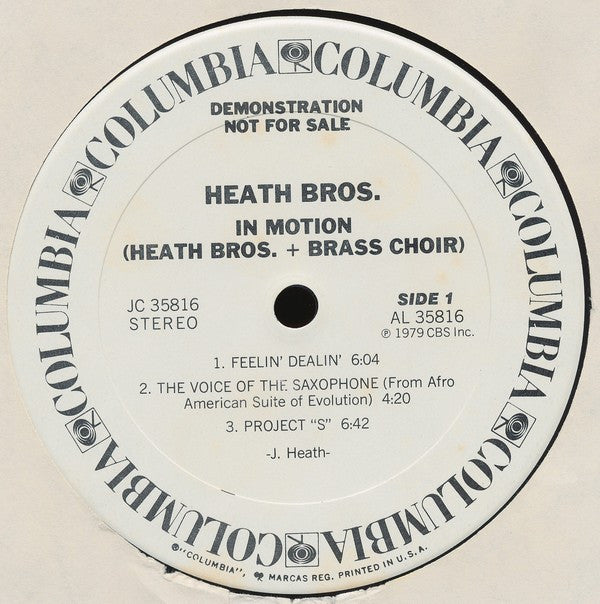 COLUMBIA COLUMBIA COLUMBIA COLUMBIA COLUMBIA COLUMBIA COLUMBIA COLUMBIA
DEMONSTRATION
NOT FOR SALE
HEATH BROS.
IN MOTION
(HEATH BROS. + BRASS CHOIR)
JC 35816
STEREO
SIDE 1
AL 35816
℗ 1979 CBS Inc.
1. FEELIN' DEALIN' 6:04
2. THE VOICE OF THE SAXOPHONE (From Afro
American Suite of Evolution) 4:20
3. PROJECT "S" 6:42
-J. Heath-
®"COLUMBIA", MARCAS REG. PRINTED IN U.S.A.